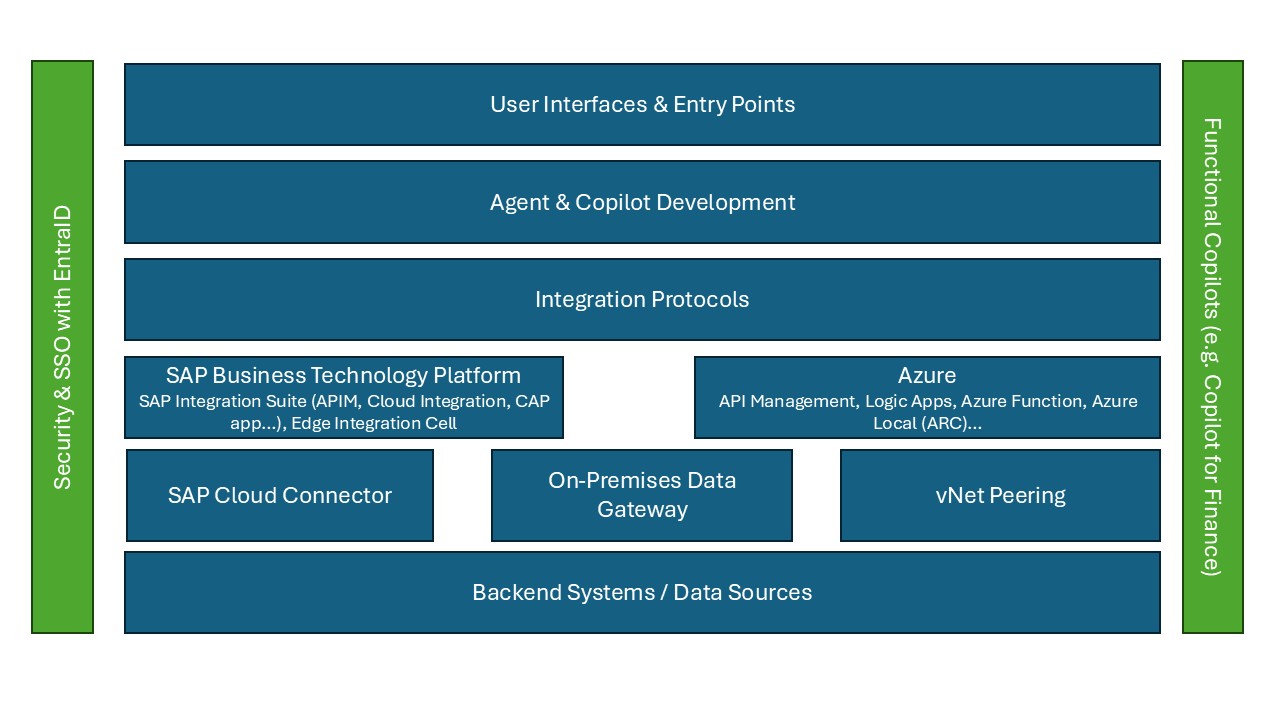 Security & SSO with EntraID
User Interfaces & Entry Points
Agent & Copilot Development
Integration Protocols
SAP Business Technology Platform
SAP Integration Suite (APIM, Cloud Integration, CAP
app...), Edge Integration Cell
Azure
API Management, Logic Apps, Azure Function, Azure
Local (ARC)...
SAP Cloud Connector
On-Premises Data
Gateway
vNet Peering
Backend Systems / Data Sources
Functional Copilots (e.g. Copilot for Finance)